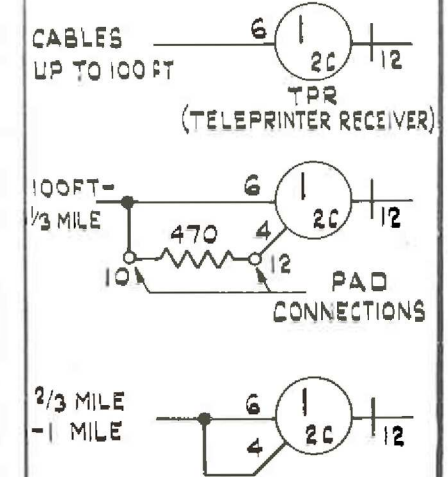 CABLES
UP TO 100 FT
6
1
2C
12
TPR
(TELEPRINTER RECEIVER)
100FT-
1/3 MILE
6
1
2C
12
470
4
10
12
PAD
CONNECTIONS
2/3 MILE
-1 MILE
6
1
2C
12
4